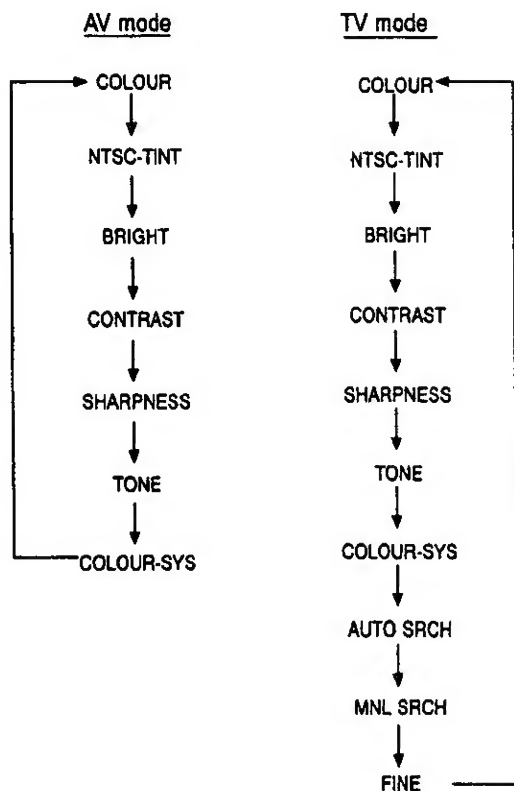 AV mode
COLOUR
NTSC-TINT
BRIGHT
CONTRAST
SHARPNESS
TONE
COLOUR-SYS
TV mode
COLOUR
NTSC-TINT
BRIGHT
CONTRAST
SHARPNESS
TONE
COLOUR-SYS
AUTO SRCH
MNL SRCH
FINE